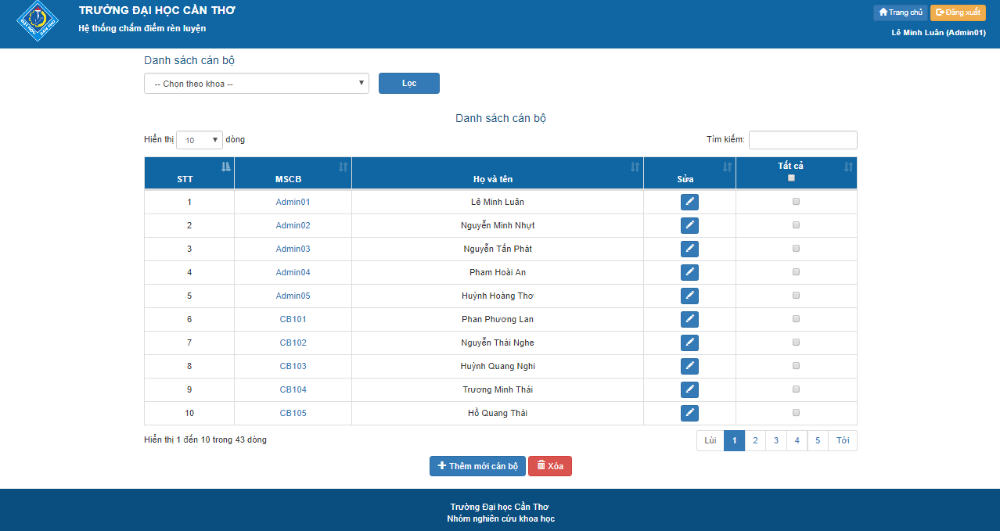 TRƯỜNG ĐẠI HỌC CẦN THƠ
Hệ thống chấm điểm rèn luyện
Trang chủ Đăng xuất
Lê Minh Luân (Admin01)
ĐẠI HỌC CẦN THƠ
Danh sách cán bộ
-- Chọn theo khoa -- Lọc
Danh sách cán bộ
Hiển thị 10 dòng Tìm kiếm:
STT MSCB Họ và tên Sửa Tất cả
1 Admin01 Lê Minh Luân
2 Admin02 Nguyễn Minh Nhựt
3 Admin03 Nguyễn Tấn Phát
4 Admin04 Phạm Hoài An
5 Admin05 Huỳnh Hoàng Thơ
6 CB101 Phan Phương Lan
7 CB102 Nguyễn Thái Nghe
8 CB103 Huỳnh Quang Nghi
9 CB104 Trương Minh Thái
10 CB105 Hồ Quang Thái
Hiển thị 1 đến 10 trong 43 dòng
Lùi 1 2 3 4 5 Tới
Thêm mới cán bộ Xóa
Trường Đại học Cần Thơ
Nhóm nghiên cứu khoa học